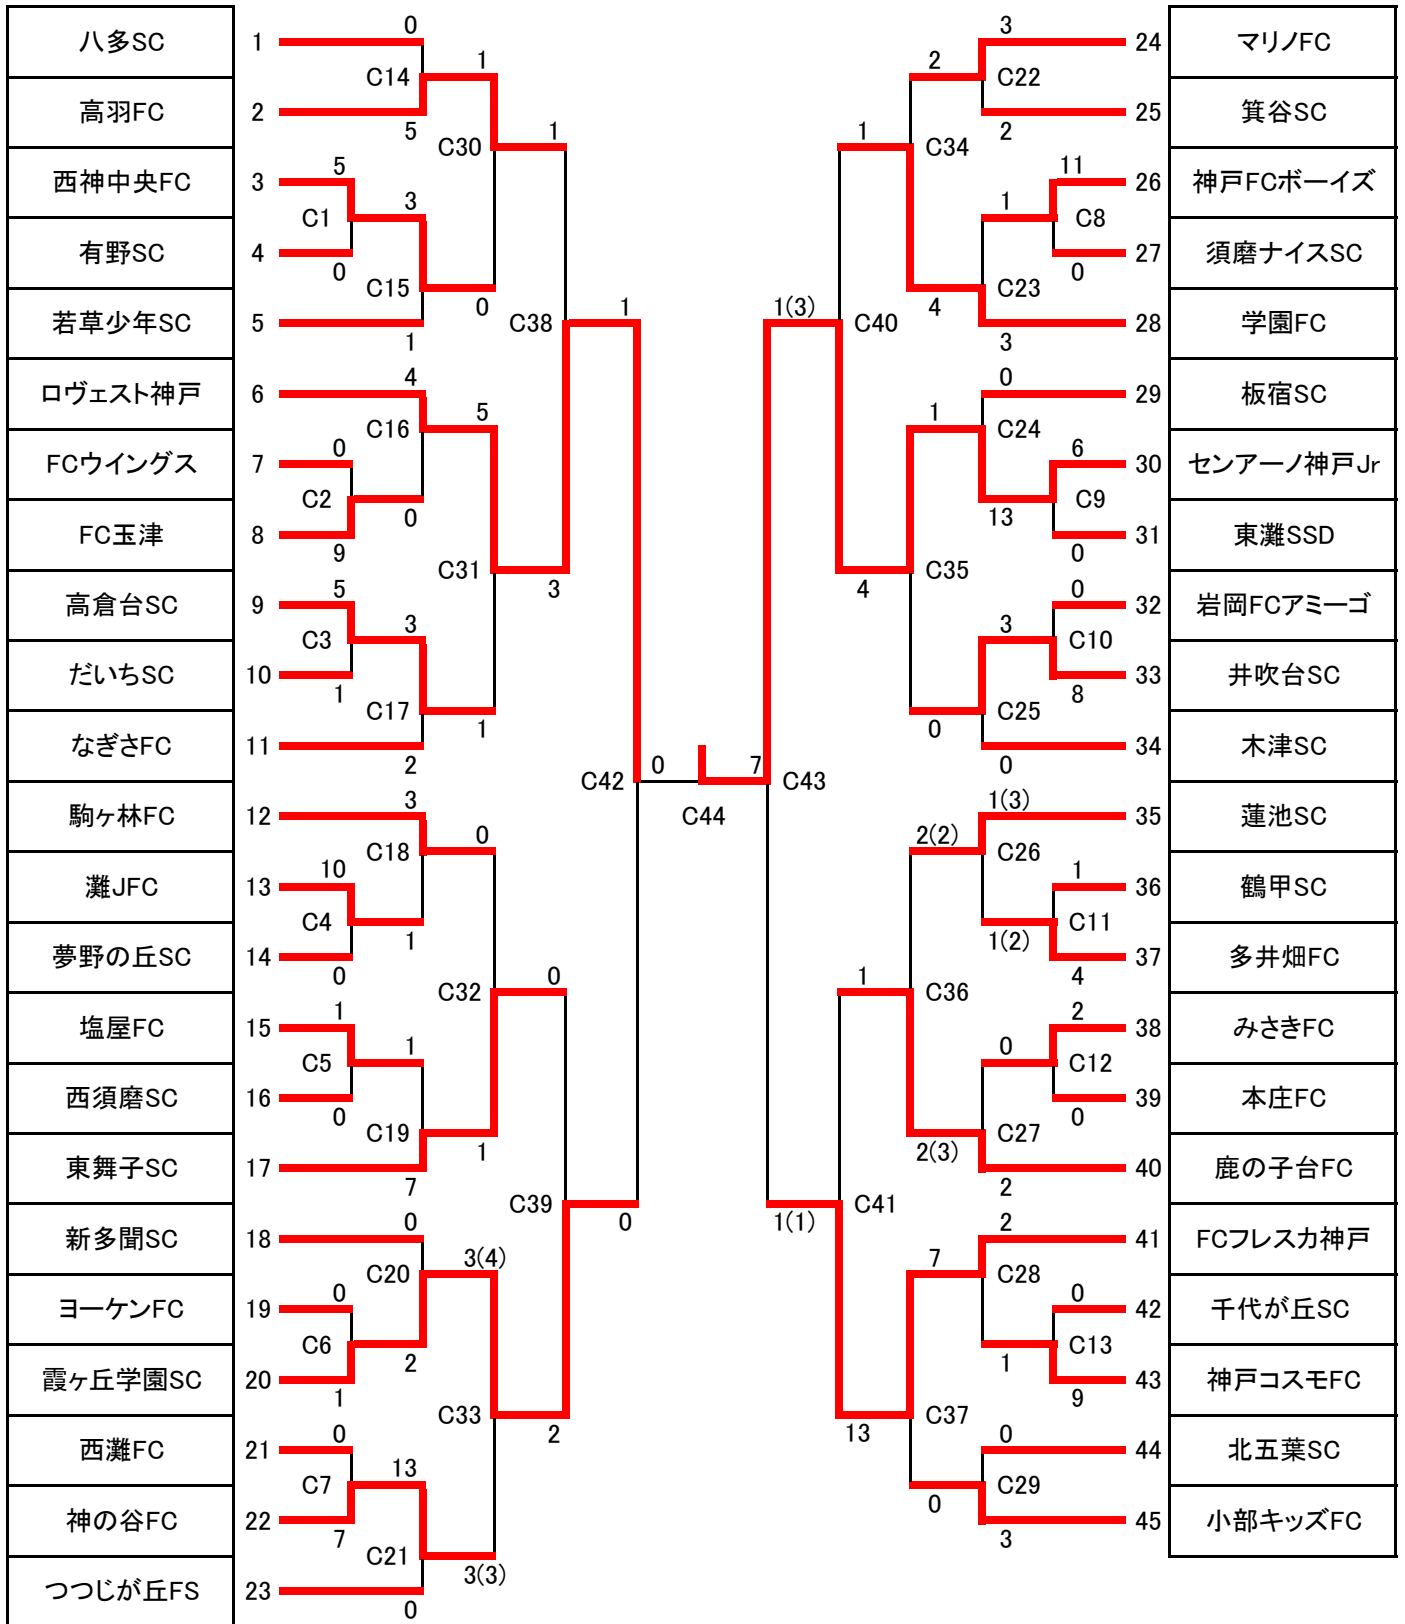 0
3
八多SC
1
24
マリノFC
1
2
C14
C22
高羽FC
2
25
箕谷SC
5
2
1
1
C30
C34
5
11
西神中央FC
3
26
神戸FCボーイズ
3
1
C1
C8
有野SC
4
27
須磨ナイスSC
0
0
C15
C23
0
4
1
1(3)
若草少年SC
5
C38
C40
28
学園FC
1
3
4
0
ロヴェスト神戸
6
29
板宿SC
5
1
C16
C24
0
6
FCウイングス
7
30
センアーノ神戸Jr
C2
C9
0
13
FC玉津
8
31
東灘SSD
9
0
C31
C35
3
4
5
0
高倉台SC
9
32
岩岡FCアミーゴ
3
3
C3
C10
だいちSC
10
33
井吹台SC
1
8
C17
C25
1
0
なぎさFC
11
34
木津SC
2
0
C42
0
7
C43
C44
3
1(3)
駒ヶ林FC
12
35
蓮池SC
0
2(2)
C18
C26
10
1
灘JFC
13
36
鶴甲SC
C4
C11
1
1(2)
夢野の丘SC
14
37
多井畑FC
0
4
0
1
C32
C36
1
2
塩屋FC
15
38
みさきFC
1
0
C5
C12
西須磨SC
16
39
本庄FC
0
0
C19
C27
1
2(3)
東舞子SC
17
40
鹿の子台FC
7
2
C39
C41
0
1(1)
0
2
新多聞SC
18
41
FCフレスカ神戸
3(4)
7
C20
C28
0
0
ヨーケンFC
19
42
千代が丘SC
C6
C13
2
1
霞ヶ丘学園SC
20
43
神戸コスモFC
1
9
C33
C37
2
13
0
0
西灘FC
21
44
北五葉SC
13
C7
C29
0
神の谷FC
22
45
小部キッズFC
7
3
C21
3(3)
つつじが丘FS
23
0